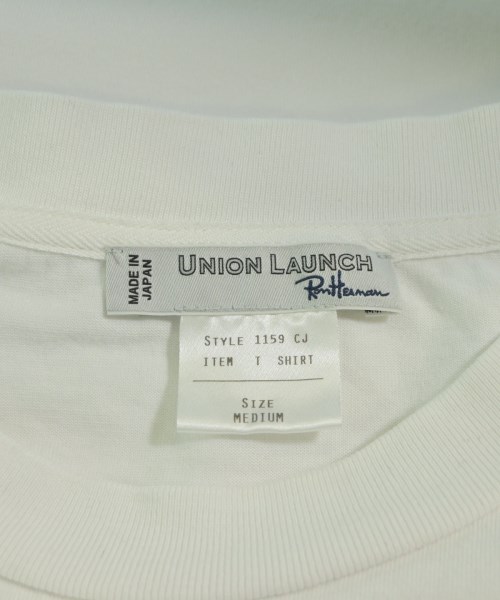 MADE IN
JAPAN
UNION LAUNCH
Ron Herman
STYLE 1159 CJ
ITEM T SHIRT
SIZE
MEDIUM